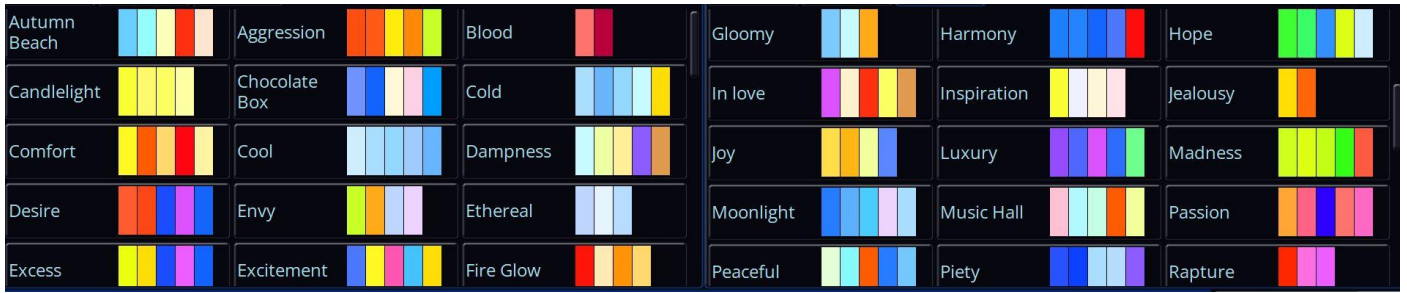 Autumn
Beach
Aggression
Blood
Gloomy
Harmony
Hope
Candlelight
Chocolate
Box
Cold
In love
Inspiration
Jealousy
Comfort
Cool
Dampness
Joy
Luxury
Madness
Desire
Envy
Ethereal
Moonlight
Music Hall
Passion
Excess
Excitement
Fire Glow
Peaceful
Piety
Rapture